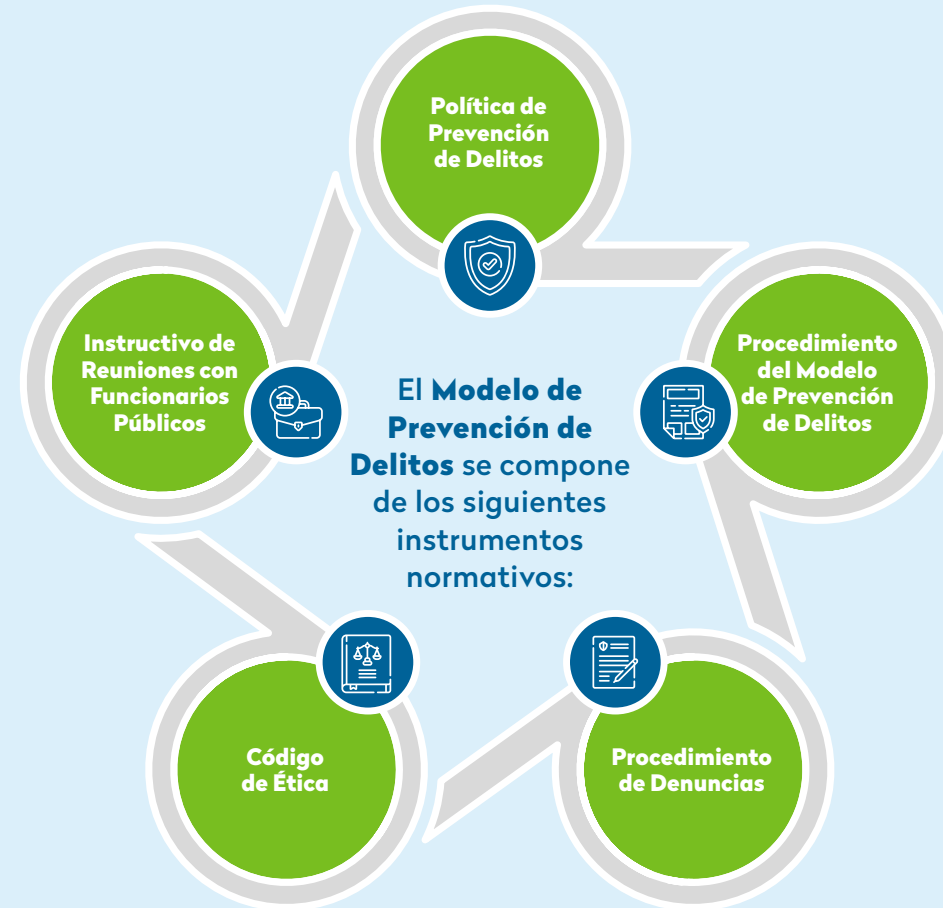 Política de
Prevención
de Delitos
Instructivo de
Reuniones con
Funcionarios
Públicos
Procedimiento
del Modelo
de Prevención
de Delitos
El Modelo de
Prevención de
Delitos se compone
de los siguientes
instrumentos
normativos:
Código
de Ética
Procedimiento
de Denuncias